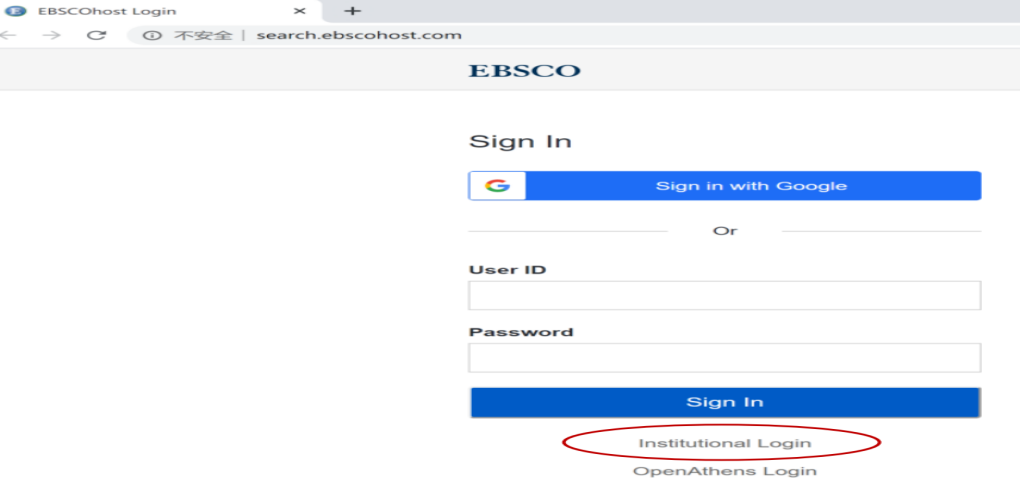 EBSCOhost Login
不安全 | search.ebscohost.com
EBSCO
Sign In
Sign in with Google
Or
User ID
Password
Sign In
Institutional Login
OpenAthens Login